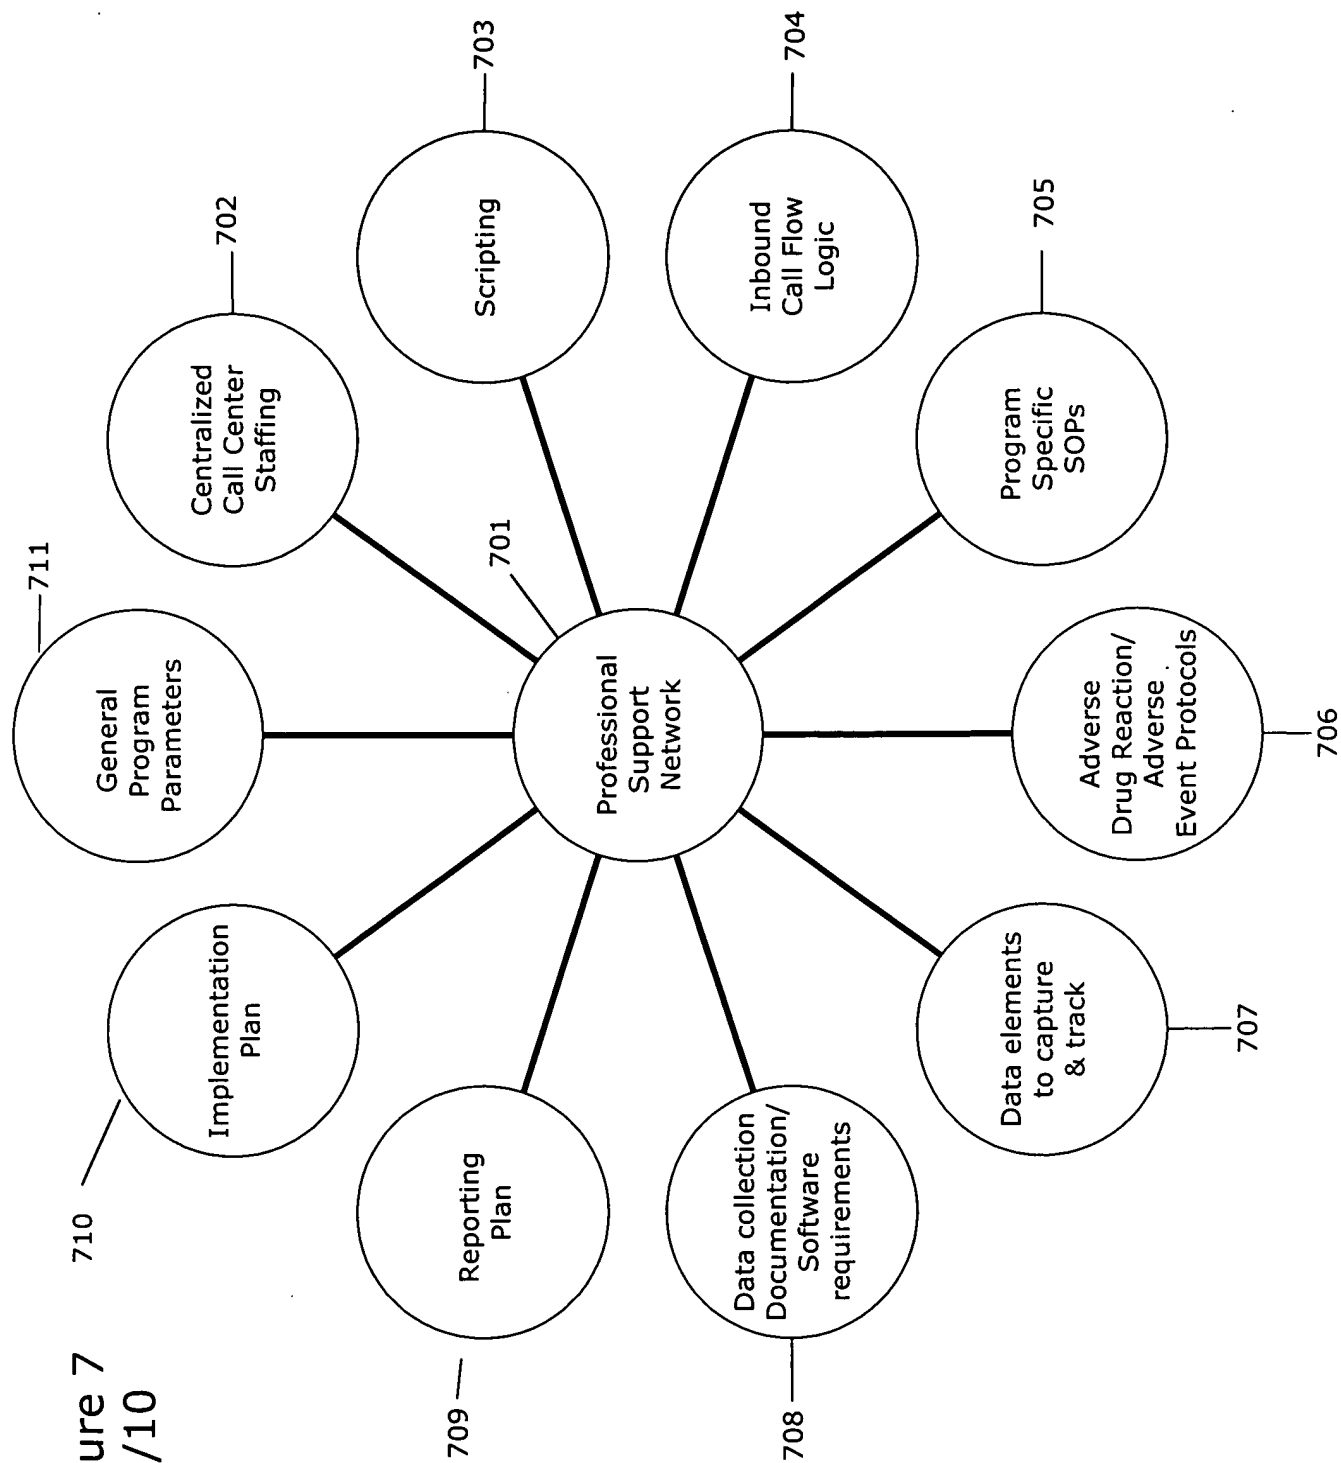 ure 7
/10
711
General
Program
Parameters
702
Centralized
Call Center
Staffing
703
Scripting
704
Inbound
Call Flow
Logic
705
Program
Specific
SOPs
706
Adverse
Drug Reaction/
Adverse
Event Protocols
707
Data elements
to capture
& track
708
Data collection
Documentation/
Software
requirements
709
Reporting
Plan
710
Implementation
Plan
701
Professional
Support
Network